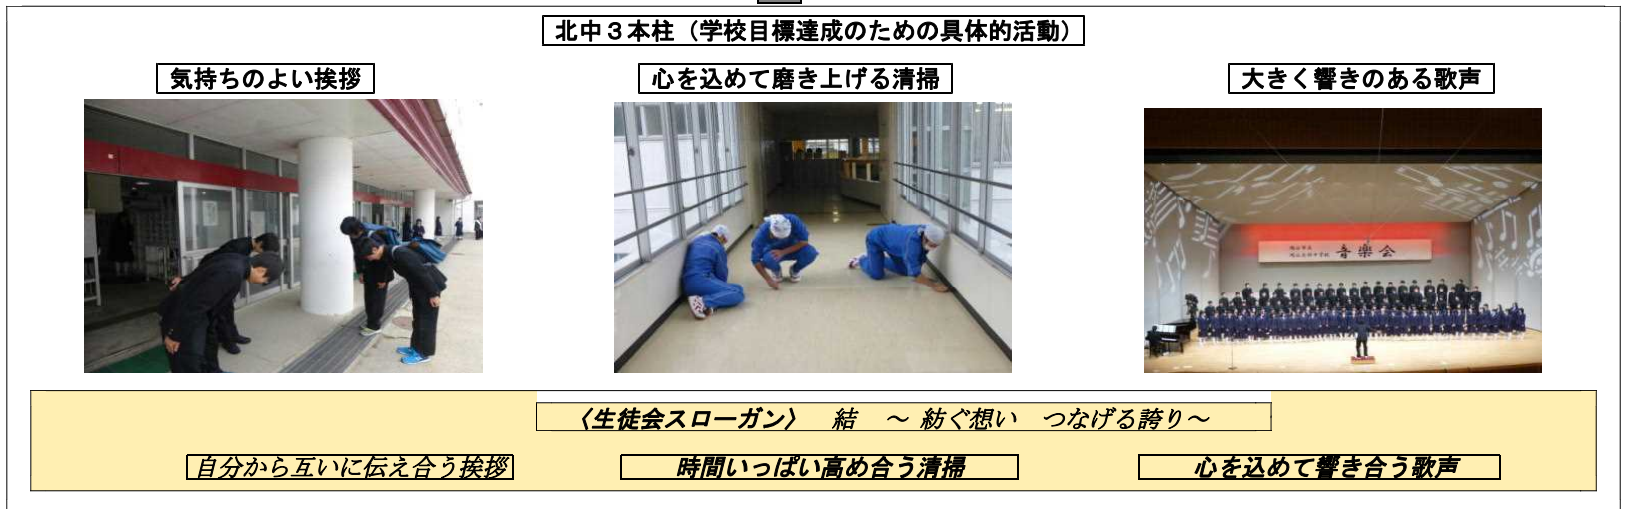 北中３本柱（学校目標達成のための具体的活動）
気持ちのよい挨拶
心を込めて磨き上げる清掃
大きく響きのある歌声
音楽会
〈生徒会スローガン〉　結　～ 紡ぐ想い　つなげる誇り～
自分から互いに伝え合う挨拶
時間いっぱい高め合う清掃
心を込めて響き合う歌声